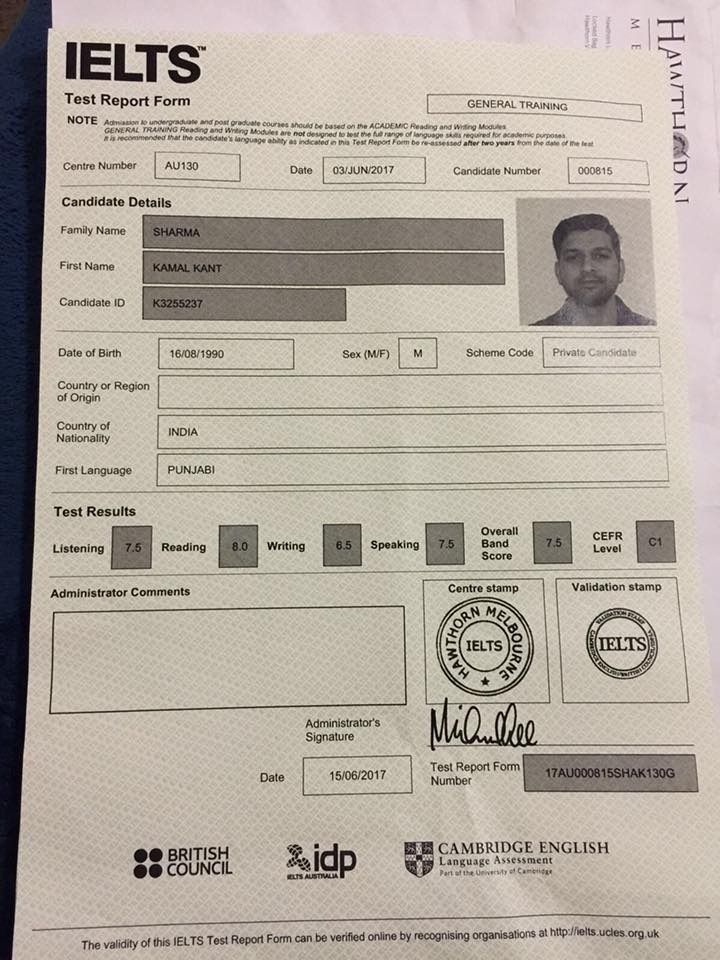 IELTS™
Test Report Form
GENERAL TRAINING
NOTE Admission to undergraduate and post graduate courses should be based on the ACADEMIC Reading and Writing Modules.
GENERAL TRAINING Reading and Writing Modules are not designed to test the full range of language skills required for academic purposes.
It is recommended that the candidate's language ability as indicated in this Test Report Form be re-assessed after two years from the date of the test.
Centre Number AU130 Date 03/JUN/2017 Candidate Number 000815
Candidate Details
Family Name SHARMA
First Name KAMAL KANT
Candidate ID K3255237
Date of Birth 16/08/1990 Sex (M/F) M Scheme Code Private Candidate
Country or Region
of Origin
Country of
Nationality INDIA
First Language PUNJABI
Test Results
Listening 7.5 Reading 8.0 Writing 6.5 Speaking 7.5 Overall Band Score 7.5 CEFR Level C1
Administrator Comments
Centre stamp
Validation stamp
HAWTHORN MELBOURNE
IELTS
VALIDATION STAMP
IELTS
Administrator's
Signature
Date 15/06/2017
Test Report Form
Number 17AU000815SHAK130G
BRITISH
COUNCIL
idp
IELTS AUSTRALIA
CAMBRIDGE ENGLISH
Language Assessment
Part of the University of Cambridge
The validity of this IELTS Test Report Form can be verified online by recognising organisations at http://ielts.ucles.org.uk
HAWTHORN
M E
Locked Bag